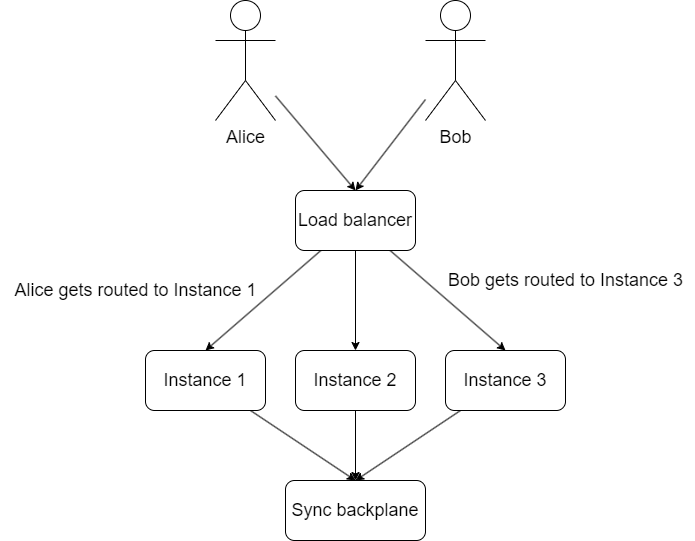 Alice
Bob
Load balancer
Alice gets routed to Instance 1
Bob gets routed to Instance 3
Instance 1
Instance 2
Instance 3
Sync backplane